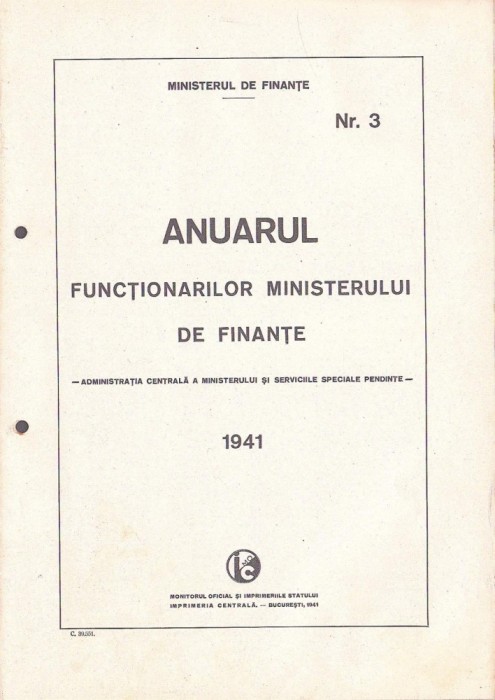 MINISTERUL DE FINANȚE
Nr. 3
ANUARUL
FUNCȚIONARILOR MINISTERULUI
DE FINANȚE
— ADMINISTRAȚIA CENTRALĂ A MINISTERULUI ȘI SERVICIILE SPECIALE PENDINTE —
1941
MONITORUL OFICIAL ȘI IMPRIMERIILE STATULUI
IMPRIMERIA CENTRALĂ. — BUCUREȘTI, 1941